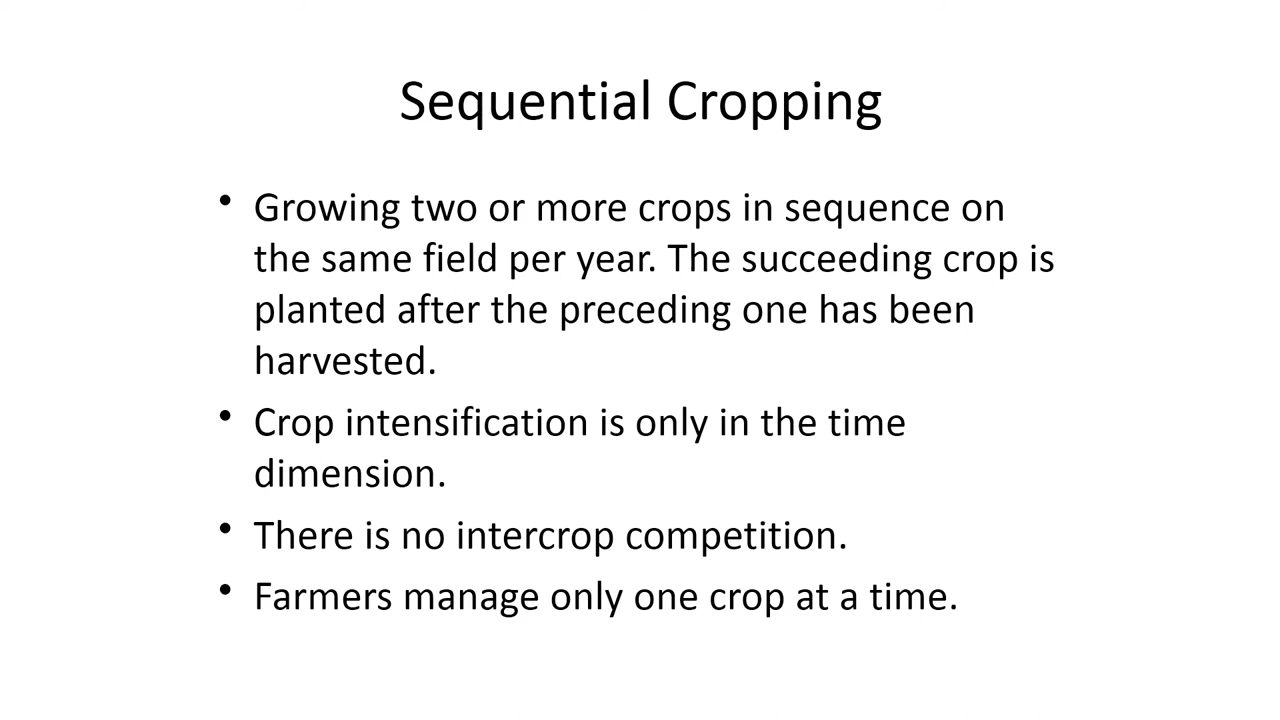 Sequential Cropping
• Growing two or more crops in sequence on
the same field per year. The succeeding crop is
planted after the preceding one has been
harvested.
• Crop intensification is only in the time
dimension.
• There is no intercrop competition.
• Farmers manage only one crop at a time.